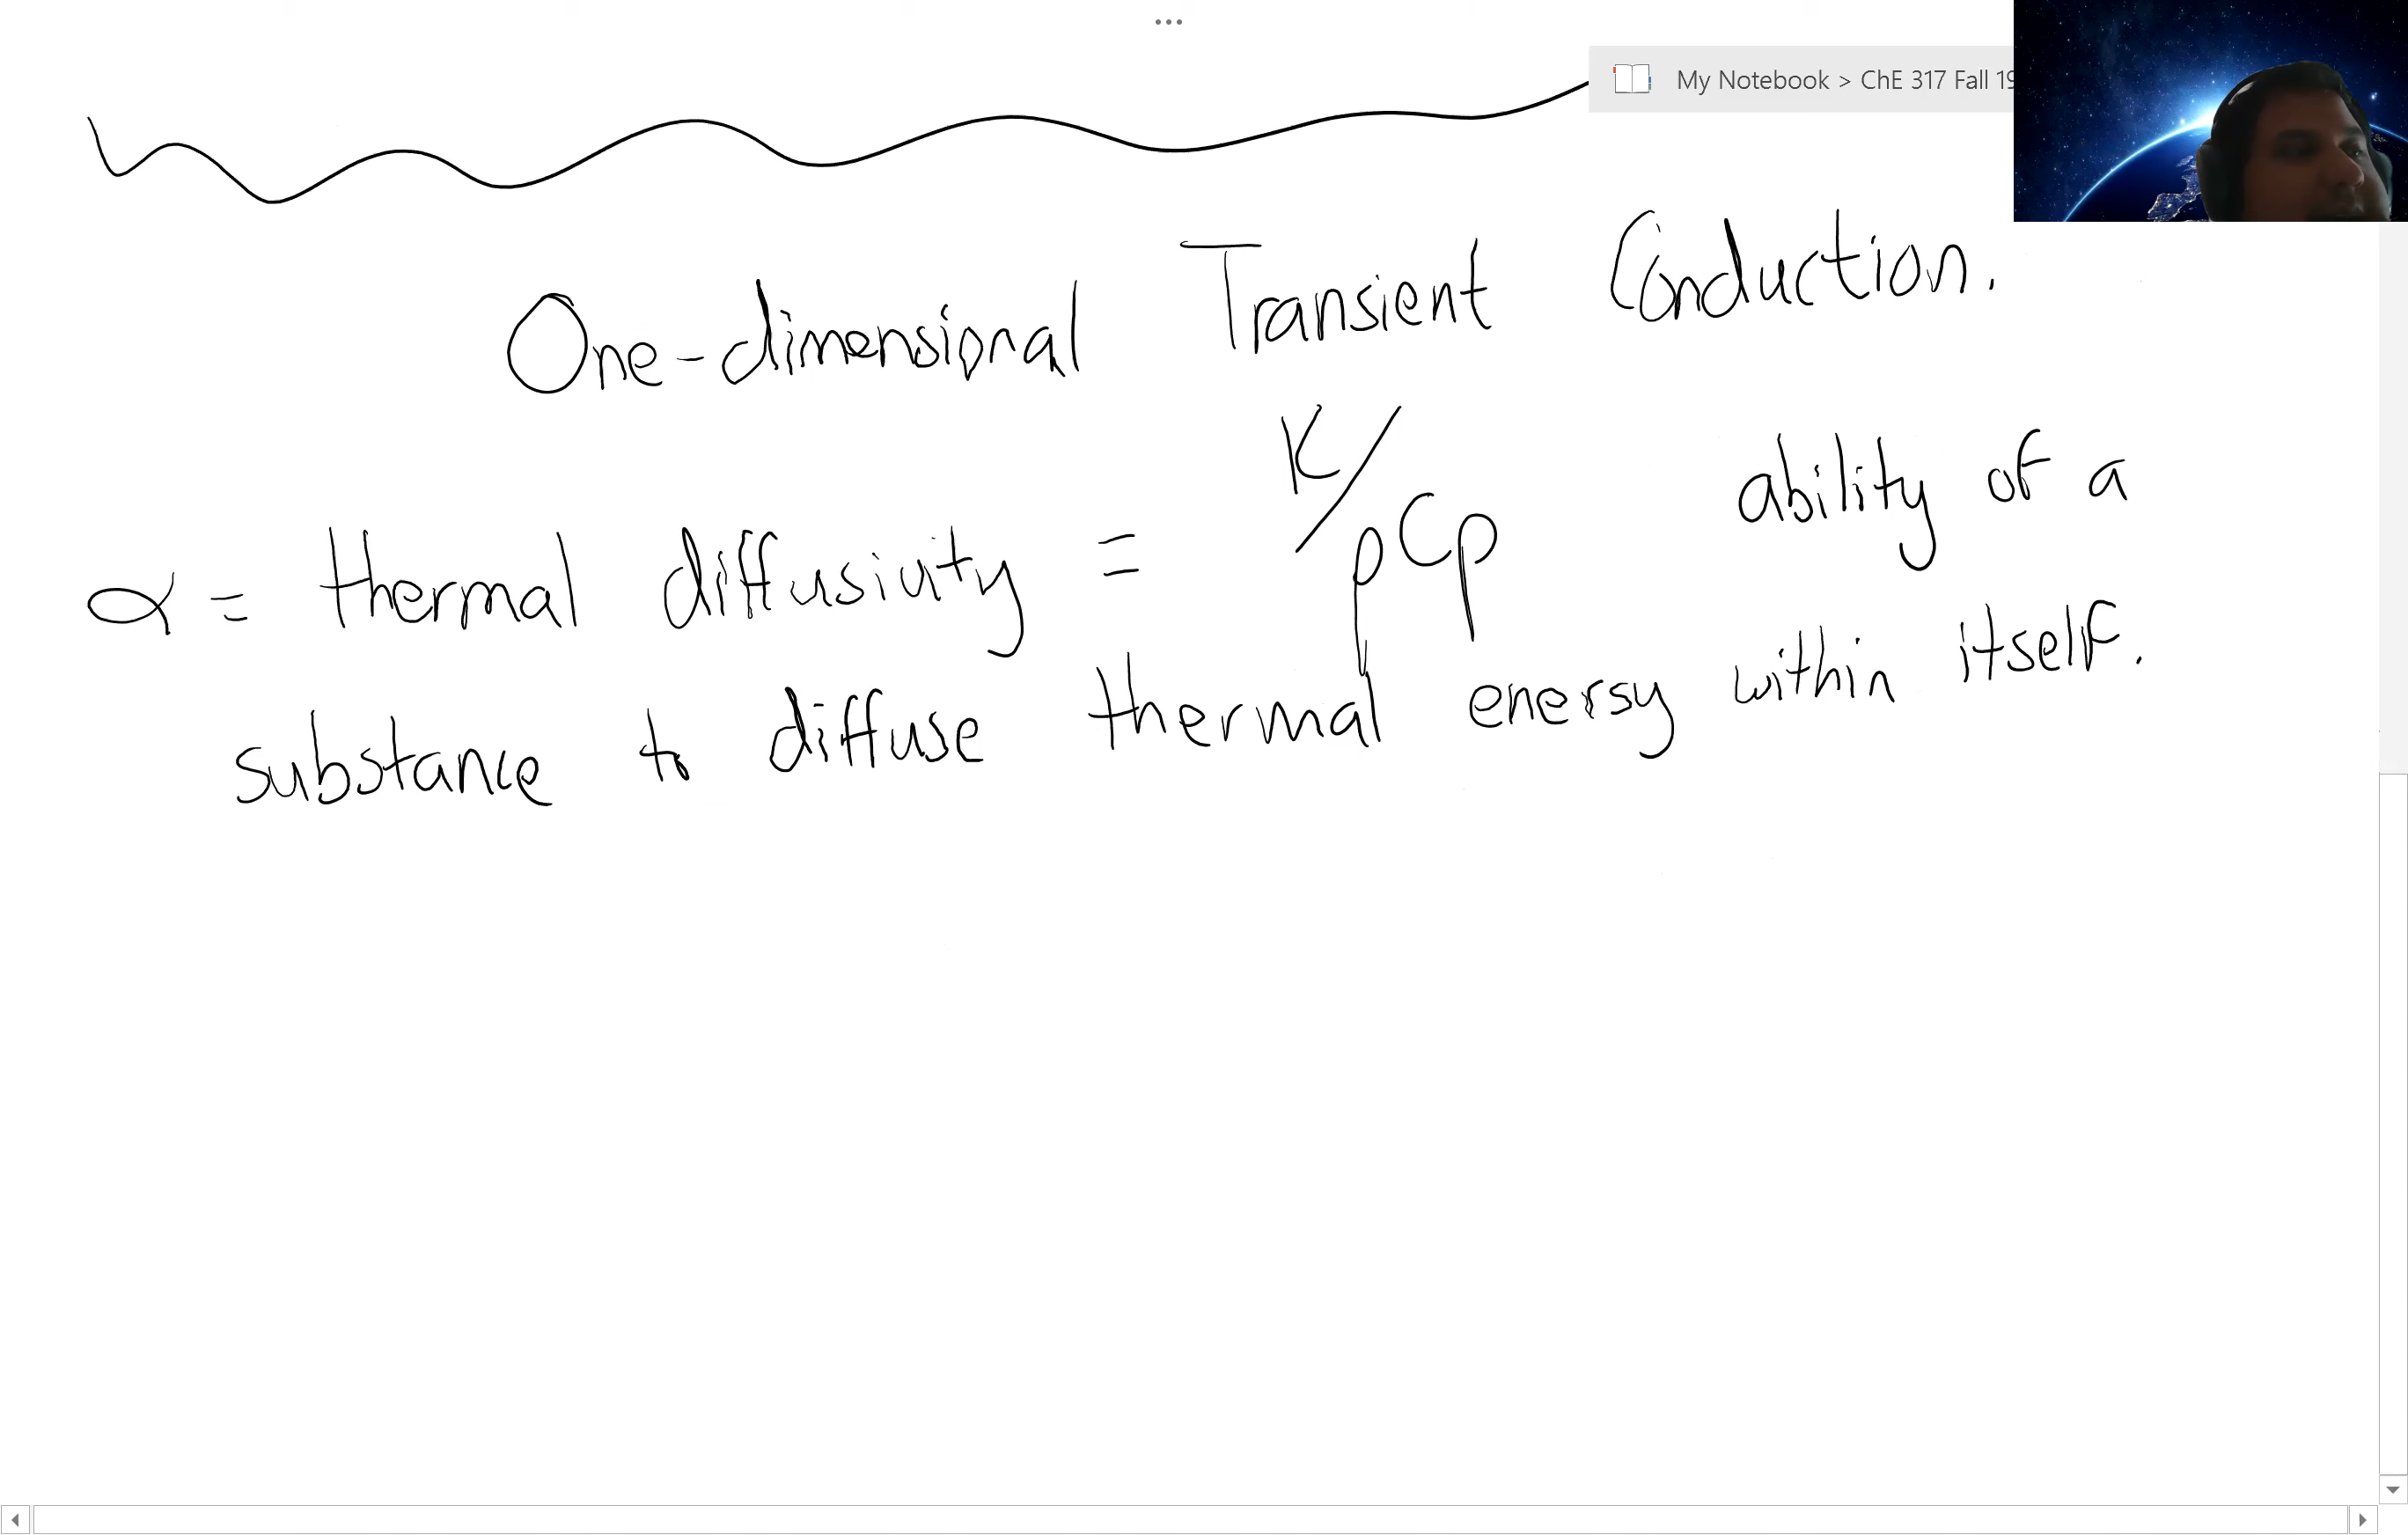 My Notebook > ChE 317 Fall 19
One-dimensional Transient Conduction.
α = thermal diffusivity = K/ρCp ability of a
substance to diffuse thermal energy within itself.